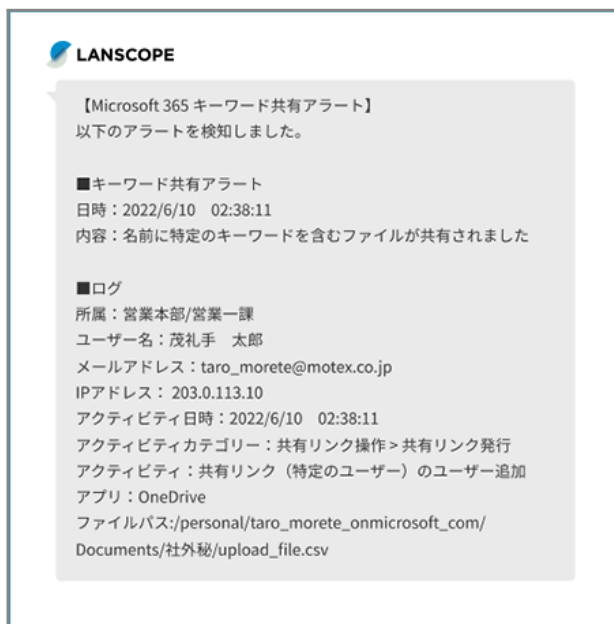 LANSCOPE
【Microsoft 365 キーワード共有アラート】
以下のアラートを検知しました。
■キーワード共有アラート
日時：2022/6/10　02:38:11
内容：名前に特定のキーワードを含むファイルが共有されました
■ログ
所属：営業本部/営業一課
ユーザー名：茂礼手　太郎
メールアドレス：taro_morete@motex.co.jp
IPアドレス： 203.0.113.10
アクティビティ日時：2022/6/10　02:38:11
アクティビティカテゴリー：共有リンク操作 > 共有リンク発行
アクティビティ：共有リンク（特定のユーザー）のユーザー追加
アプリ：OneDrive
ファイルパス:/personal/taro_morete_onmicrosoft_com/
Documents/社外秘/upload_file.csv